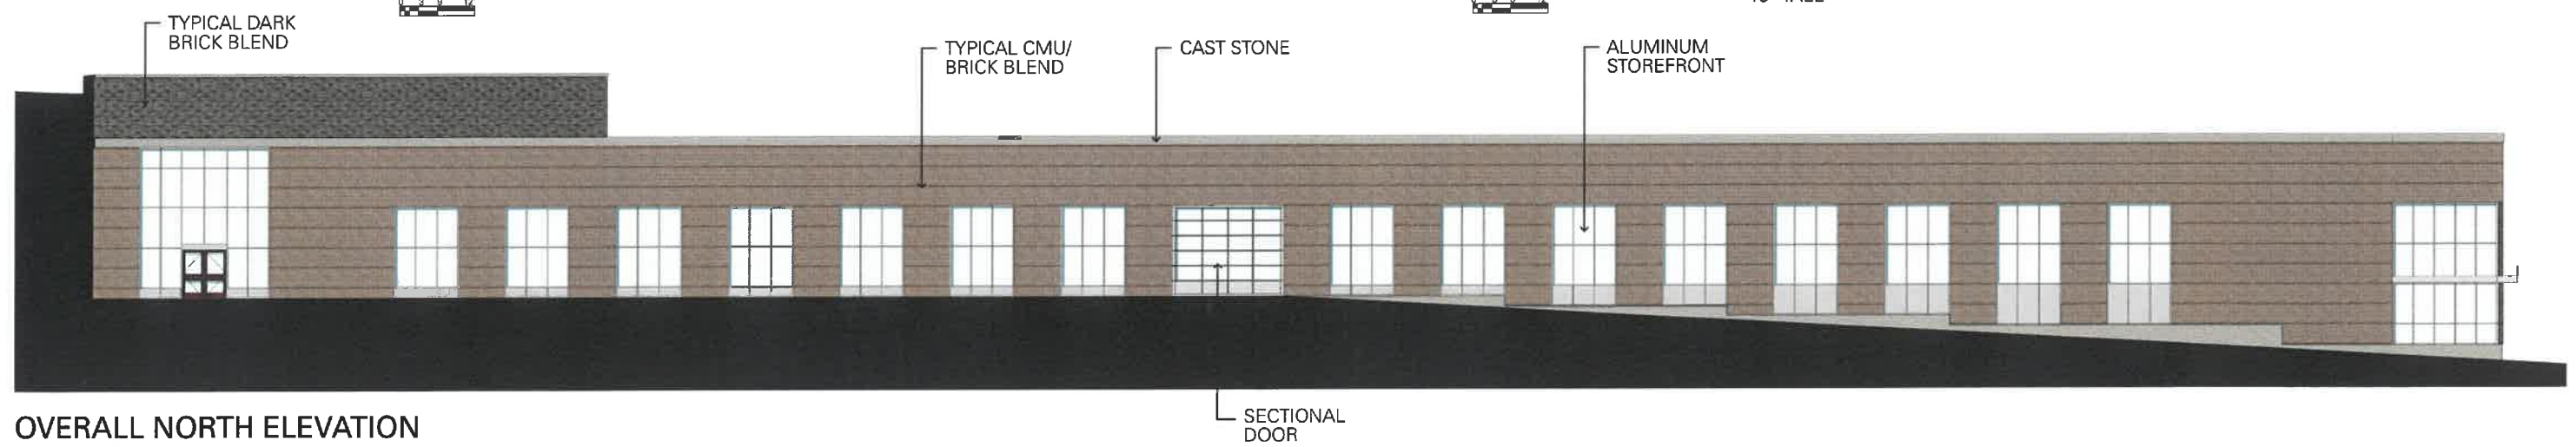 TYPICAL DARK
BRICK BLEND
TYPICAL CMU/
BRICK BLEND
CAST STONE
ALUMINUM
STOREFRONT
SECTIONAL
DOOR
OVERALL NORTH ELEVATION